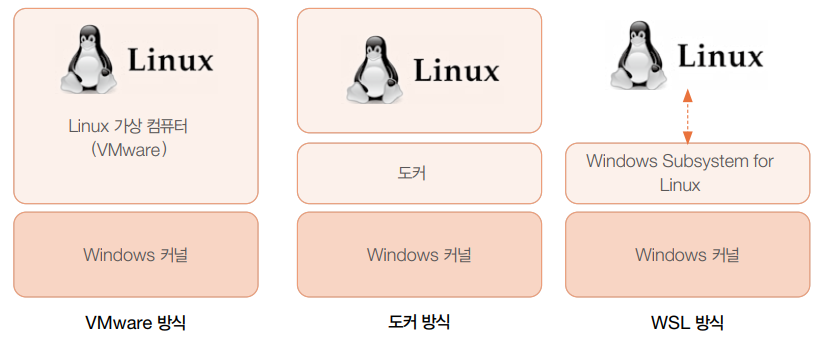 Linux
Linux 가상 컴퓨터
(VMware)
Windows 커널
VMware 방식
Linux
도커
Windows 커널
도커 방식
Linux
Windows Subsystem for
Linux
Windows 커널
WSL 방식